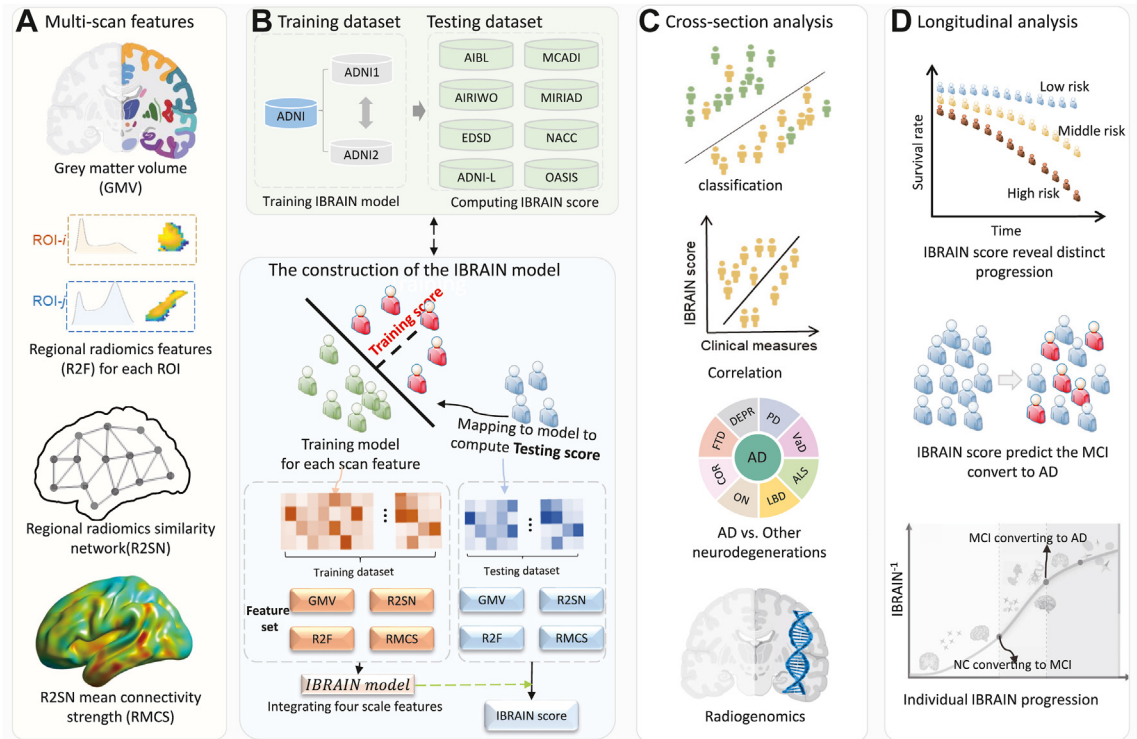 A Multi-scan features
Grey matter volume
(GMV)
ROI-i
ROI-j
Regional radiomics features
(R2F) for each ROI
Regional radiomics similarity
network(R2SN)
R2SN mean connectivity
strength (RMCS)
B Training dataset
Testing dataset
ADNI
ADNI1
ADNI2
Training IBRAIN model
AIBL
MCADI
AIRIWO
MIRIAD
EDSD
NACC
ADNI-L
OASIS
Computing IBRAIN score
The construction of the IBRAIN model
Training score
Training model
for each scan feature
Mapping to model to
compute Testing score
Training dataset
Testing dataset
Feature
set
GMV
R2SN
R2F
RMCS
GMV
R2SN
R2F
RMCS
IBRAIN model
Integrating four scale features
IBRAIN score
C Cross-section analysis
classification
IBRAIN score
Clinical measures
Correlation
AD
DEPR
PD
VaD
ALS
LBD
ON
COR
FTD
AD vs. Other
neurodegenerations
Radiogenomics
D Longitudinal analysis
Survival rate
Low risk
Middle risk
High risk
Time
IBRAIN score reveal distinct
progression
IBRAIN score predict the MCI
convert to AD
IBRAIN-1
MCI converting to AD
NC converting to MCI
Individual IBRAIN progression